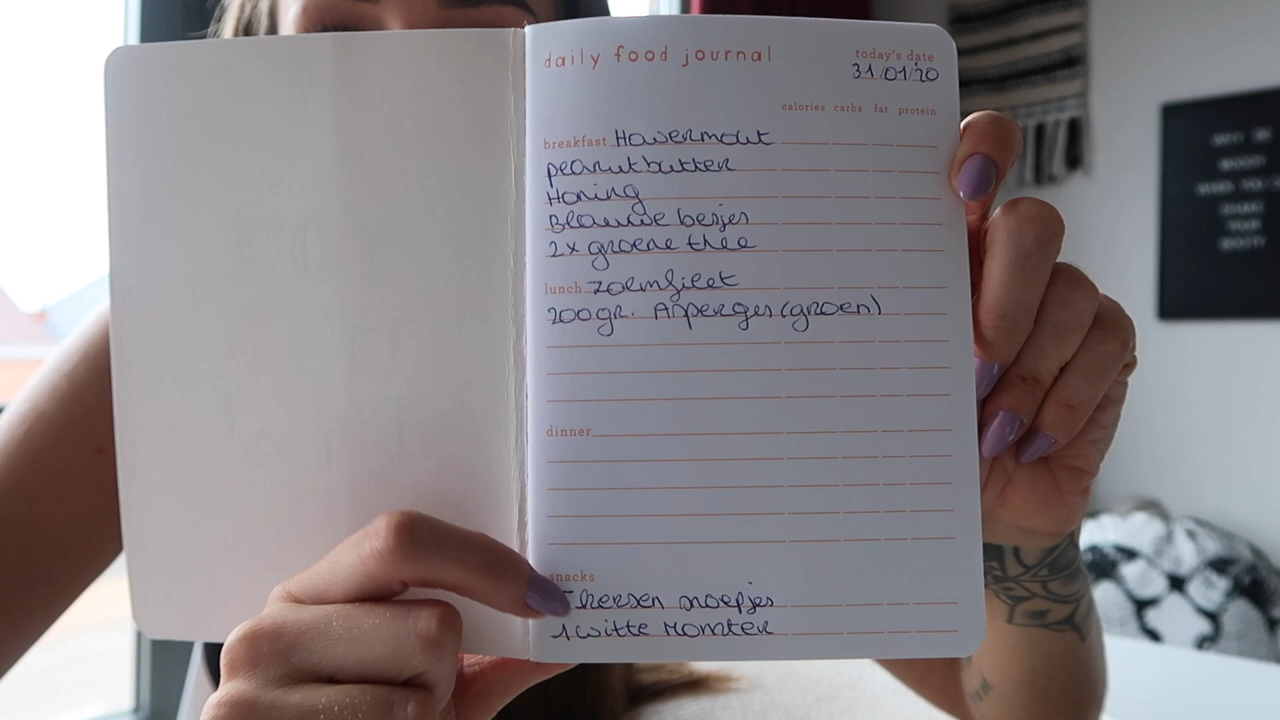 daily food journal
today's date
31/01/20
calories carbs fat protein
breakfast Havermout
peanutbutter
Honing
Blauwe besjes
2x groene thee
lunch zalmfilet
200gr. Asperges (groen)
dinner
snacks
kersen snoepjes
1 witte Monster